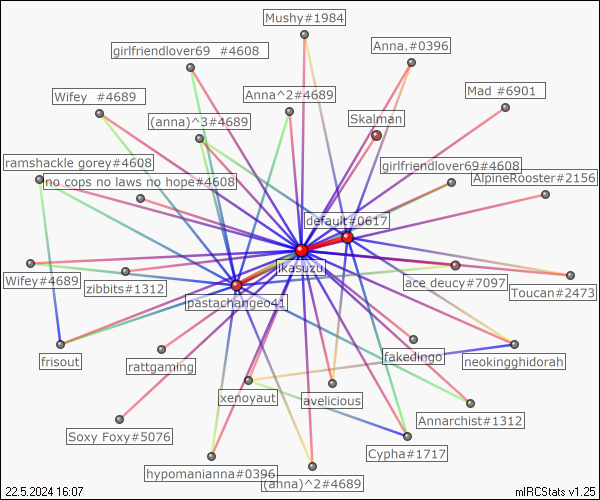 Mushy#1984
girlfriendlover69 #4608
Anna.#0396
Wifey #4689
Anna^2#4689
Mad #6901
(anna)^3#4689
Skalman
ramshackle gorey#4608
girlfriendlover69#4608
no cops no laws no hope#4608
AlpineRooster#2156
default#0617
ikasuzu
Wifey#4689
zibbits#1312
ace deucy#7097
Toucan#2473
pastachangeo41
frisout
rattgaming
fakedingo
neokingghidorah
xenoyaut
avelicious
Annarchist#1312
Soxy Foxy#5076
Cypha#1717
hypomanianna#0396
(anna)^2#4689
22.5.2024 16:07
mIRCStats v1.25